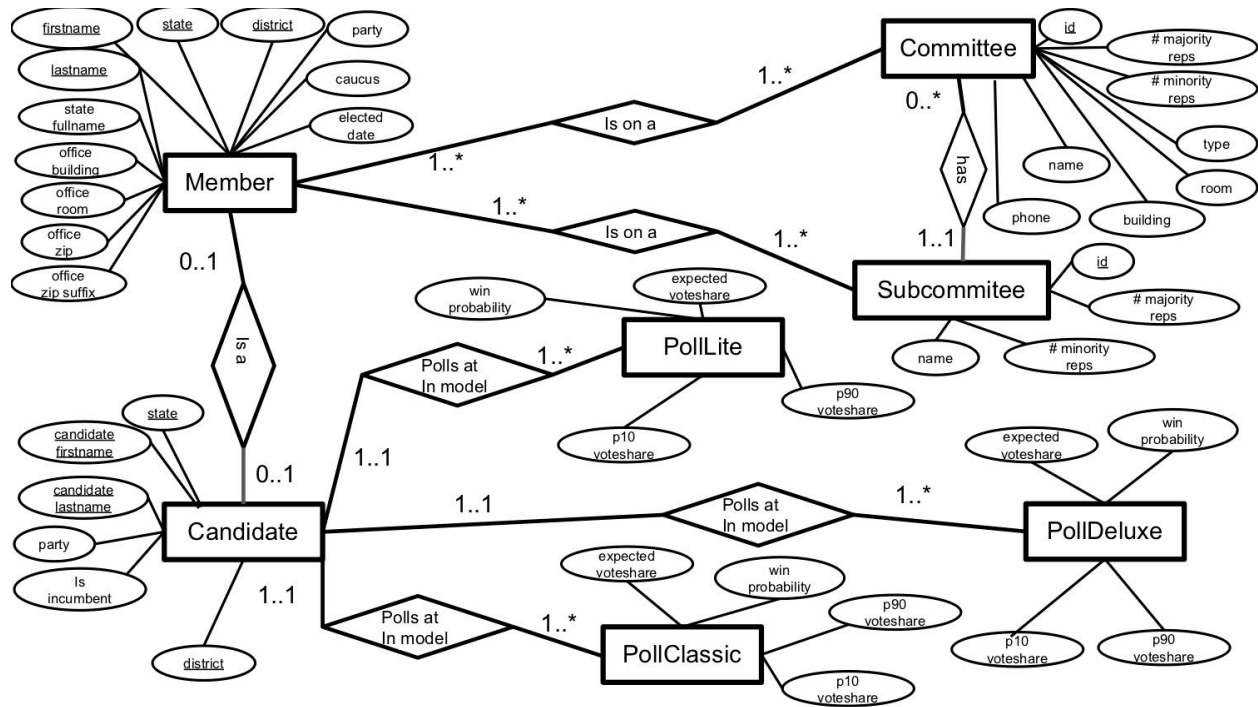 firstname
state
district
party
lastname
caucus
state
fullname
elected
date
office
building
office
room
office
zip
office
zip suffix
Member
1..*
Is on a
1..*
Committee
id
# majority
reps
# minority
reps
type
room
building
name
phone
0..*
has
1..1
1..*
Is on a
1..*
Subcommitee
id
# majority
reps
# minority
reps
name
0..1
Is a
0..1
win
probability
expected
voteshare
PollLite
1..*
Polls at
In model
p90
voteshare
p10
voteshare
1..1
state
candidate
firstname
candidate
lastname
party
Is
incumbent
Candidate
district
1..1
Polls at
In model
1..*
expected
voteshare
win
probability
PollDeluxe
p10
voteshare
p90
voteshare
1..1
Polls at
In model
1..*
expected
voteshare
win
probability
p90
voteshare
p10
voteshare
PollClassic